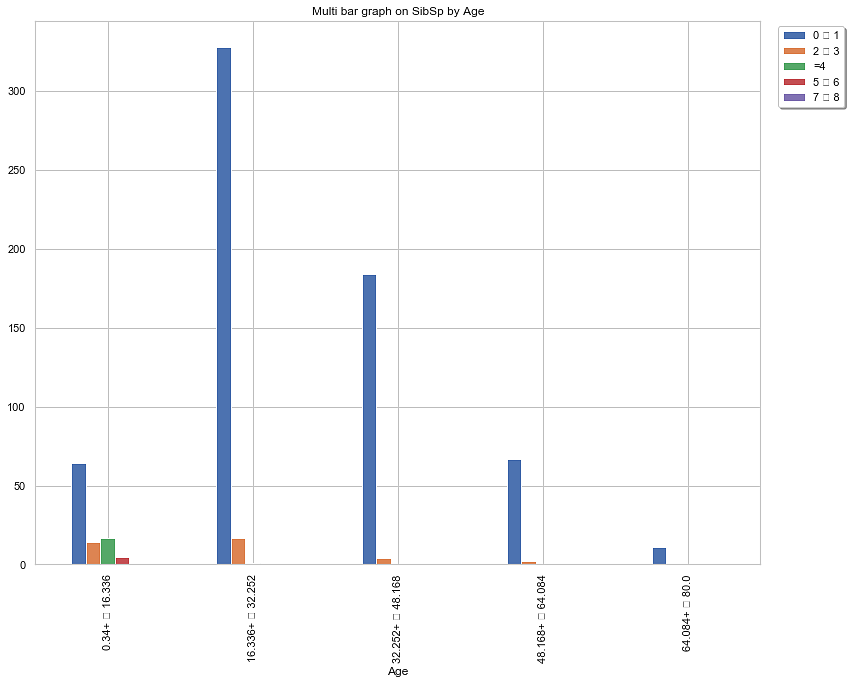 Multi bar graph on SibSp by Age
0 □ 1
2 □ 3
=4
5 □ 6
7 □ 8
300
250
200
150
100
50
0
0.34+ □ 16.336
16.336+ □ 32.252
32.252+ □ 48.168
48.168+ □ 64.084
64.084+ □ 80.0
Age